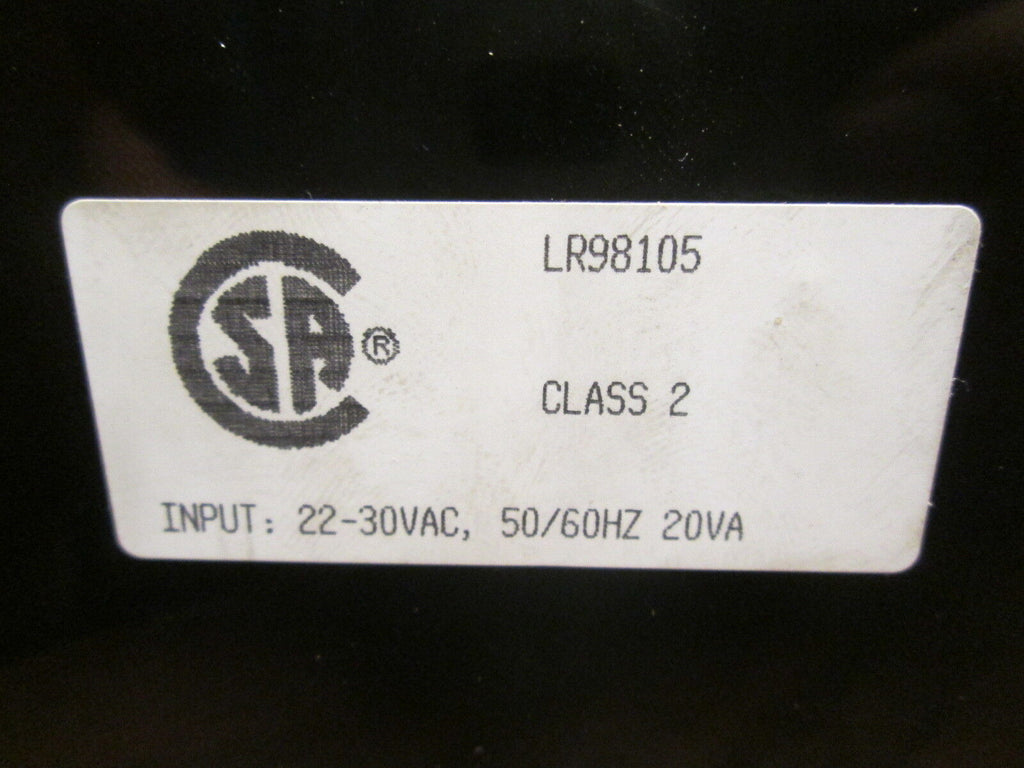 CSA®
LR98105
CLASS 2
INPUT: 22-30VAC, 50/60HZ 20VA